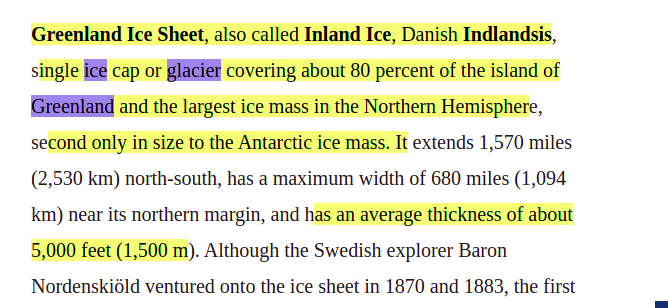 Greenland Ice Sheet, also called Inland Ice, Danish Indlandsis,
single ice cap or glacier covering about 80 percent of the island of
Greenland and the largest ice mass in the Northern Hemisphere,
second only in size to the Antarctic ice mass. It extends 1,570 miles
(2,530 km) north-south, has a maximum width of 680 miles (1,094
km) near its northern margin, and has an average thickness of about
5,000 feet (1,500 m). Although the Swedish explorer Baron
Nordenskiöld ventured onto the ice sheet in 1870 and 1883, the first